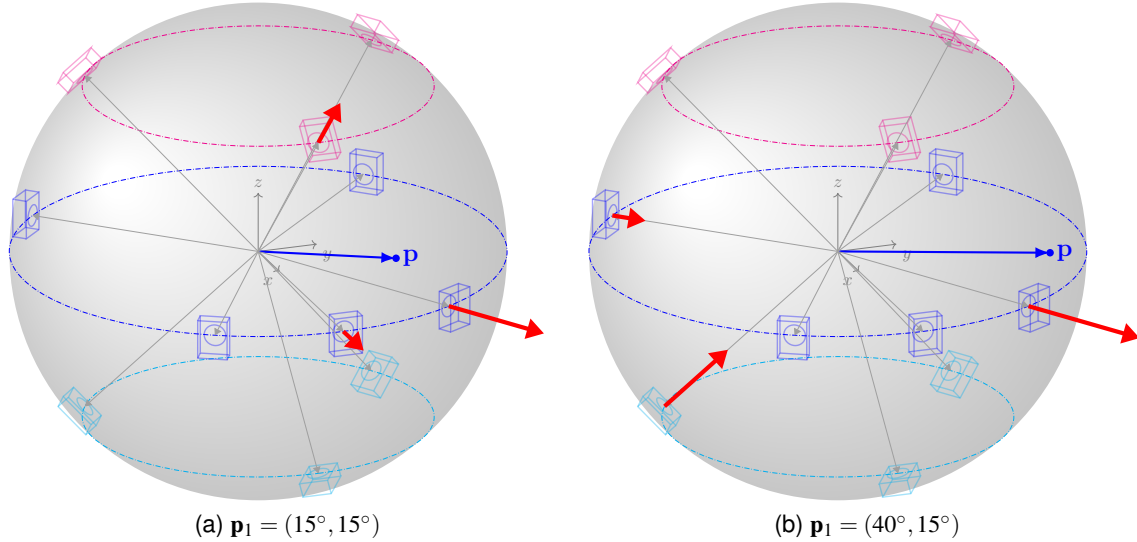 z
y
x
p
(a) p₁ = (15°, 15°)
z
y
x
p
(b) p₁ = (40°, 15°)